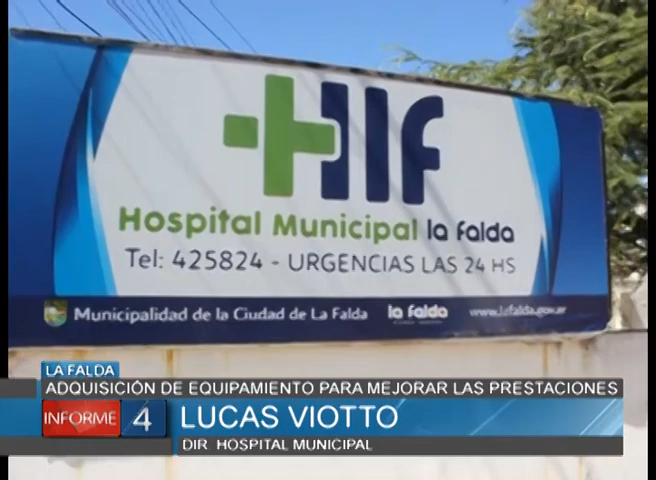 Hlf
Hospital Municipal la falda
Tel: 425824 - URGENCIAS LAS 24 HS
Municipalidad de la Ciudad de La Falda la falda www.lafalda.gov.ar
LA FALDA
ADQUISICIÓN DE EQUIPAMIENTO PARA MEJORAR LAS PRESTACIONES
INFORME 4 LUCAS VIOTTO
DIR. HOSPITAL MUNICIPAL